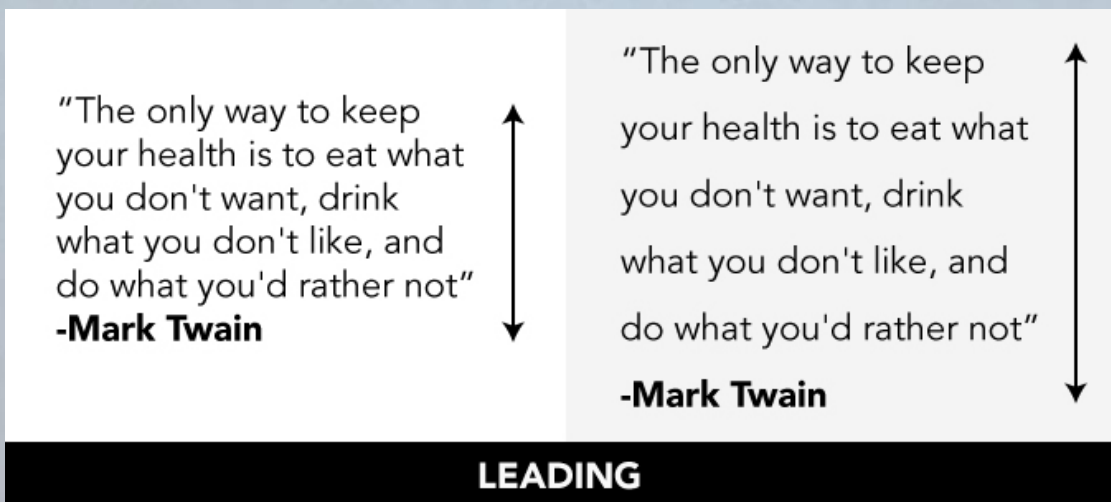 “The only way to keep
your health is to eat what
you don't want, drink
what you don't like, and
do what you'd rather not”
-Mark Twain
“The only way to keep
your health is to eat what
you don't want, drink
what you don't like, and
do what you'd rather not”
-Mark Twain
LEADING